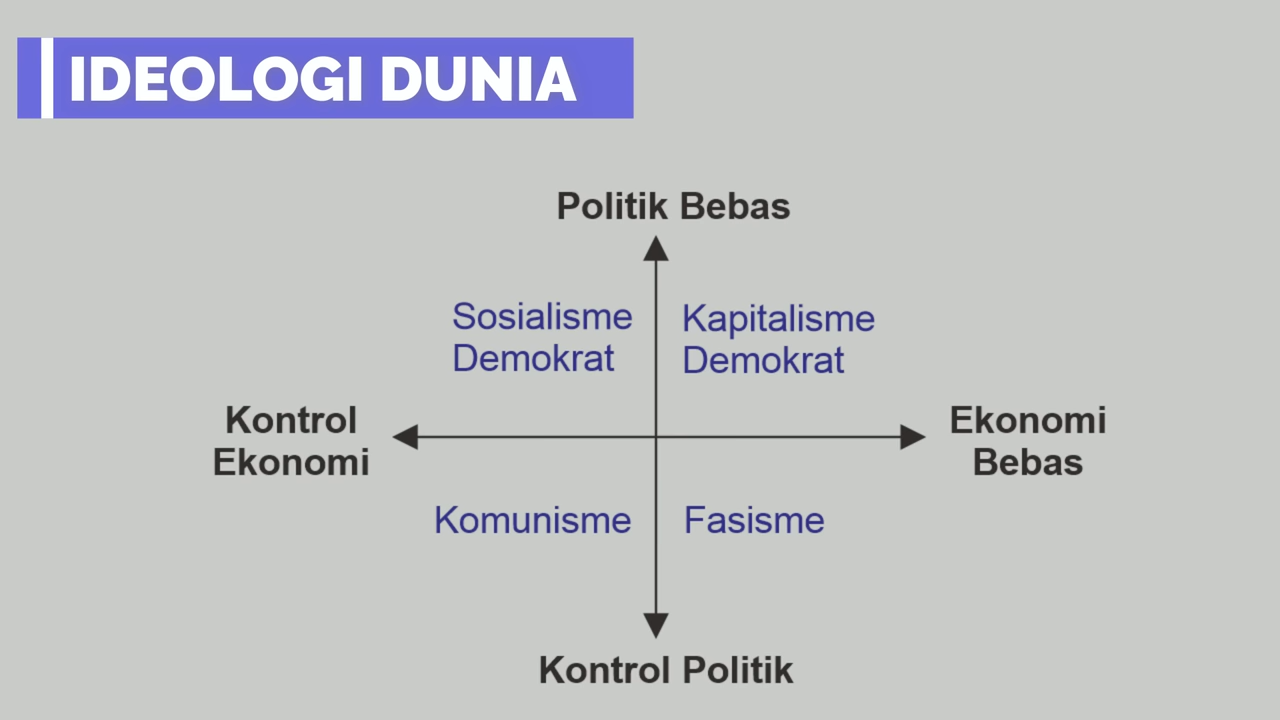 IDEOLOGI DUNIA
Politik Bebas
Sosialisme
Demokrat
Kapitalisme
Demokrat
Kontrol
Ekonomi
Ekonomi
Bebas
Komunisme
Fasisme
Kontrol Politik